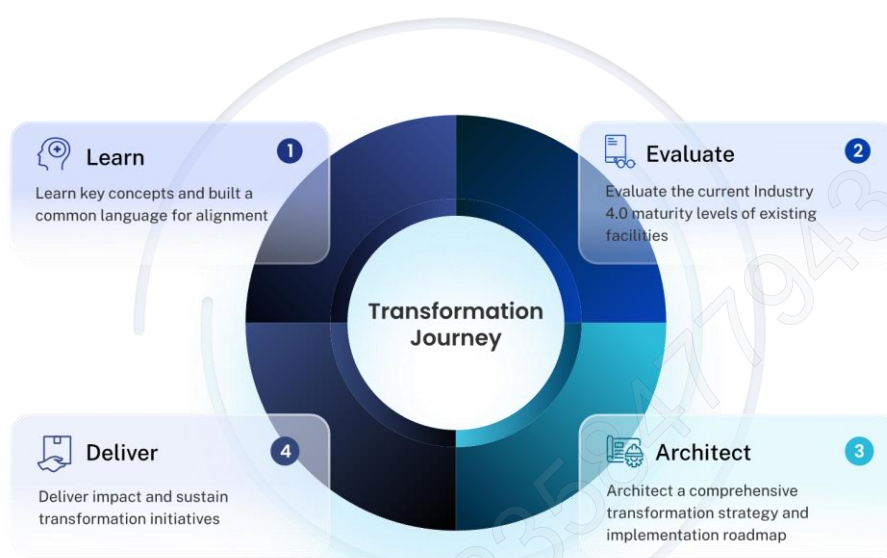 Learn
1
Learn key concepts and built a
common language for alignment
Evaluate
2
Evaluate the current Industry
4.0 maturity levels of existing
facilities
Transformation
Journey
Deliver
4
Deliver impact and sustain
transformation initiatives
Architect
3
Architect a comprehensive
transformation strategy and
implementation roadmap